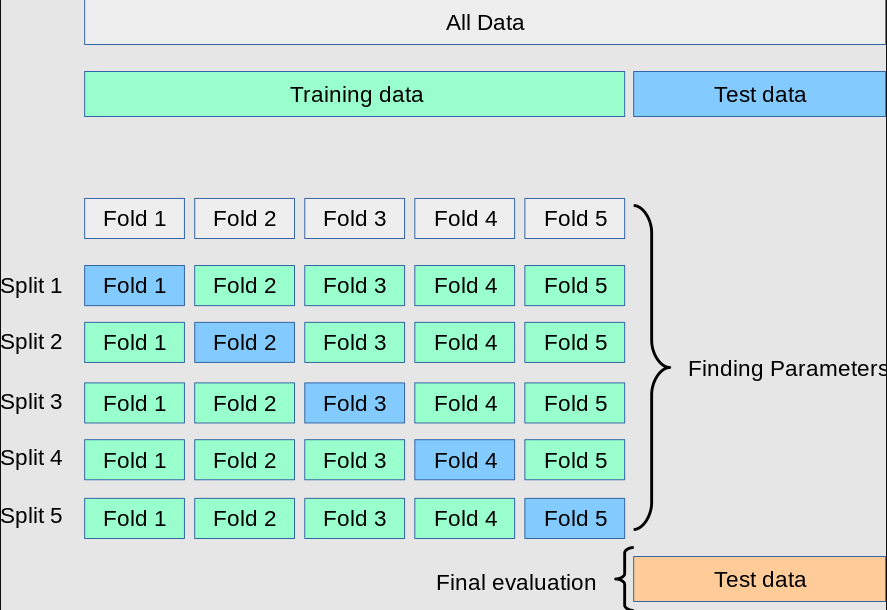 All Data
Training data Test data
Fold 1 Fold 2 Fold 3 Fold 4 Fold 5
Split 1 Fold 1 Fold 2 Fold 3 Fold 4 Fold 5
Split 2 Fold 1 Fold 2 Fold 3 Fold 4 Fold 5
Finding Parameters
Split 3 Fold 1 Fold 2 Fold 3 Fold 4 Fold 5
Split 4 Fold 1 Fold 2 Fold 3 Fold 4 Fold 5
Split 5 Fold 1 Fold 2 Fold 3 Fold 4 Fold 5
Final evaluation Test data